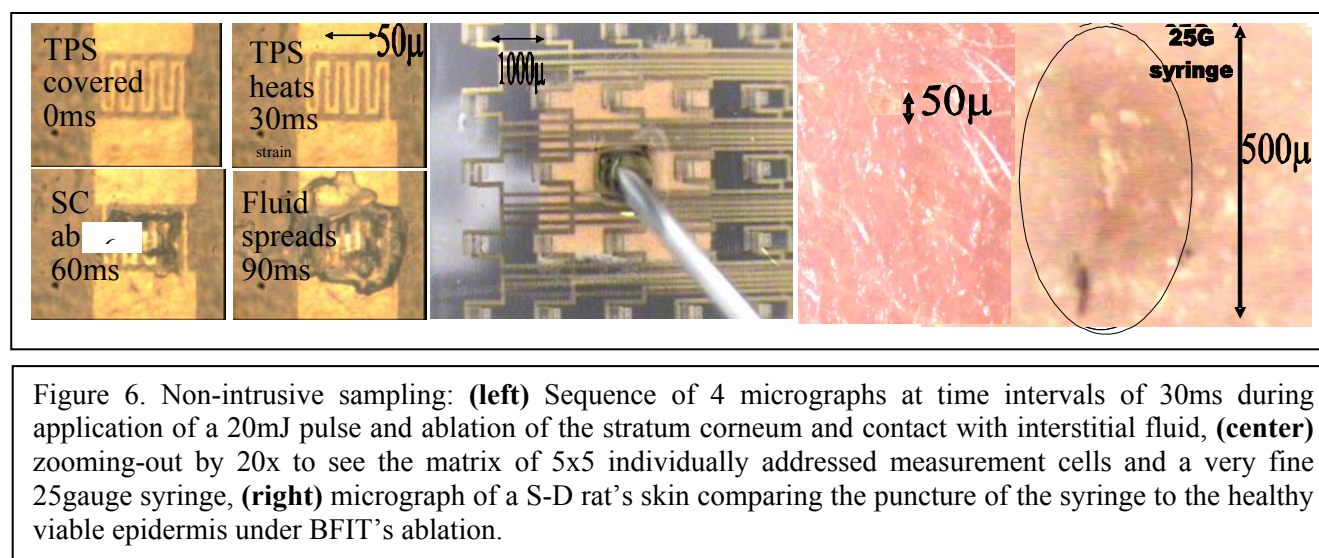 TPS
covered
0ms
TPS
heats
30ms
strain
50μ
SC
ab
60ms
Fluid
spreads
90ms
1000μ
50μ
25G
syringe
500μ
Figure 6. Non-intrusive sampling: (left) Sequence of 4 micrographs at time intervals of 30ms during
application of a 20mJ pulse and ablation of the stratum corneum and contact with interstitial fluid, (center)
zooming-out by 20x to see the matrix of 5x5 individually addressed measurement cells and a very fine
25gauge syringe, (right) micrograph of a S-D rat's skin comparing the puncture of the syringe to the healthy
viable epidermis under BFIT's ablation.